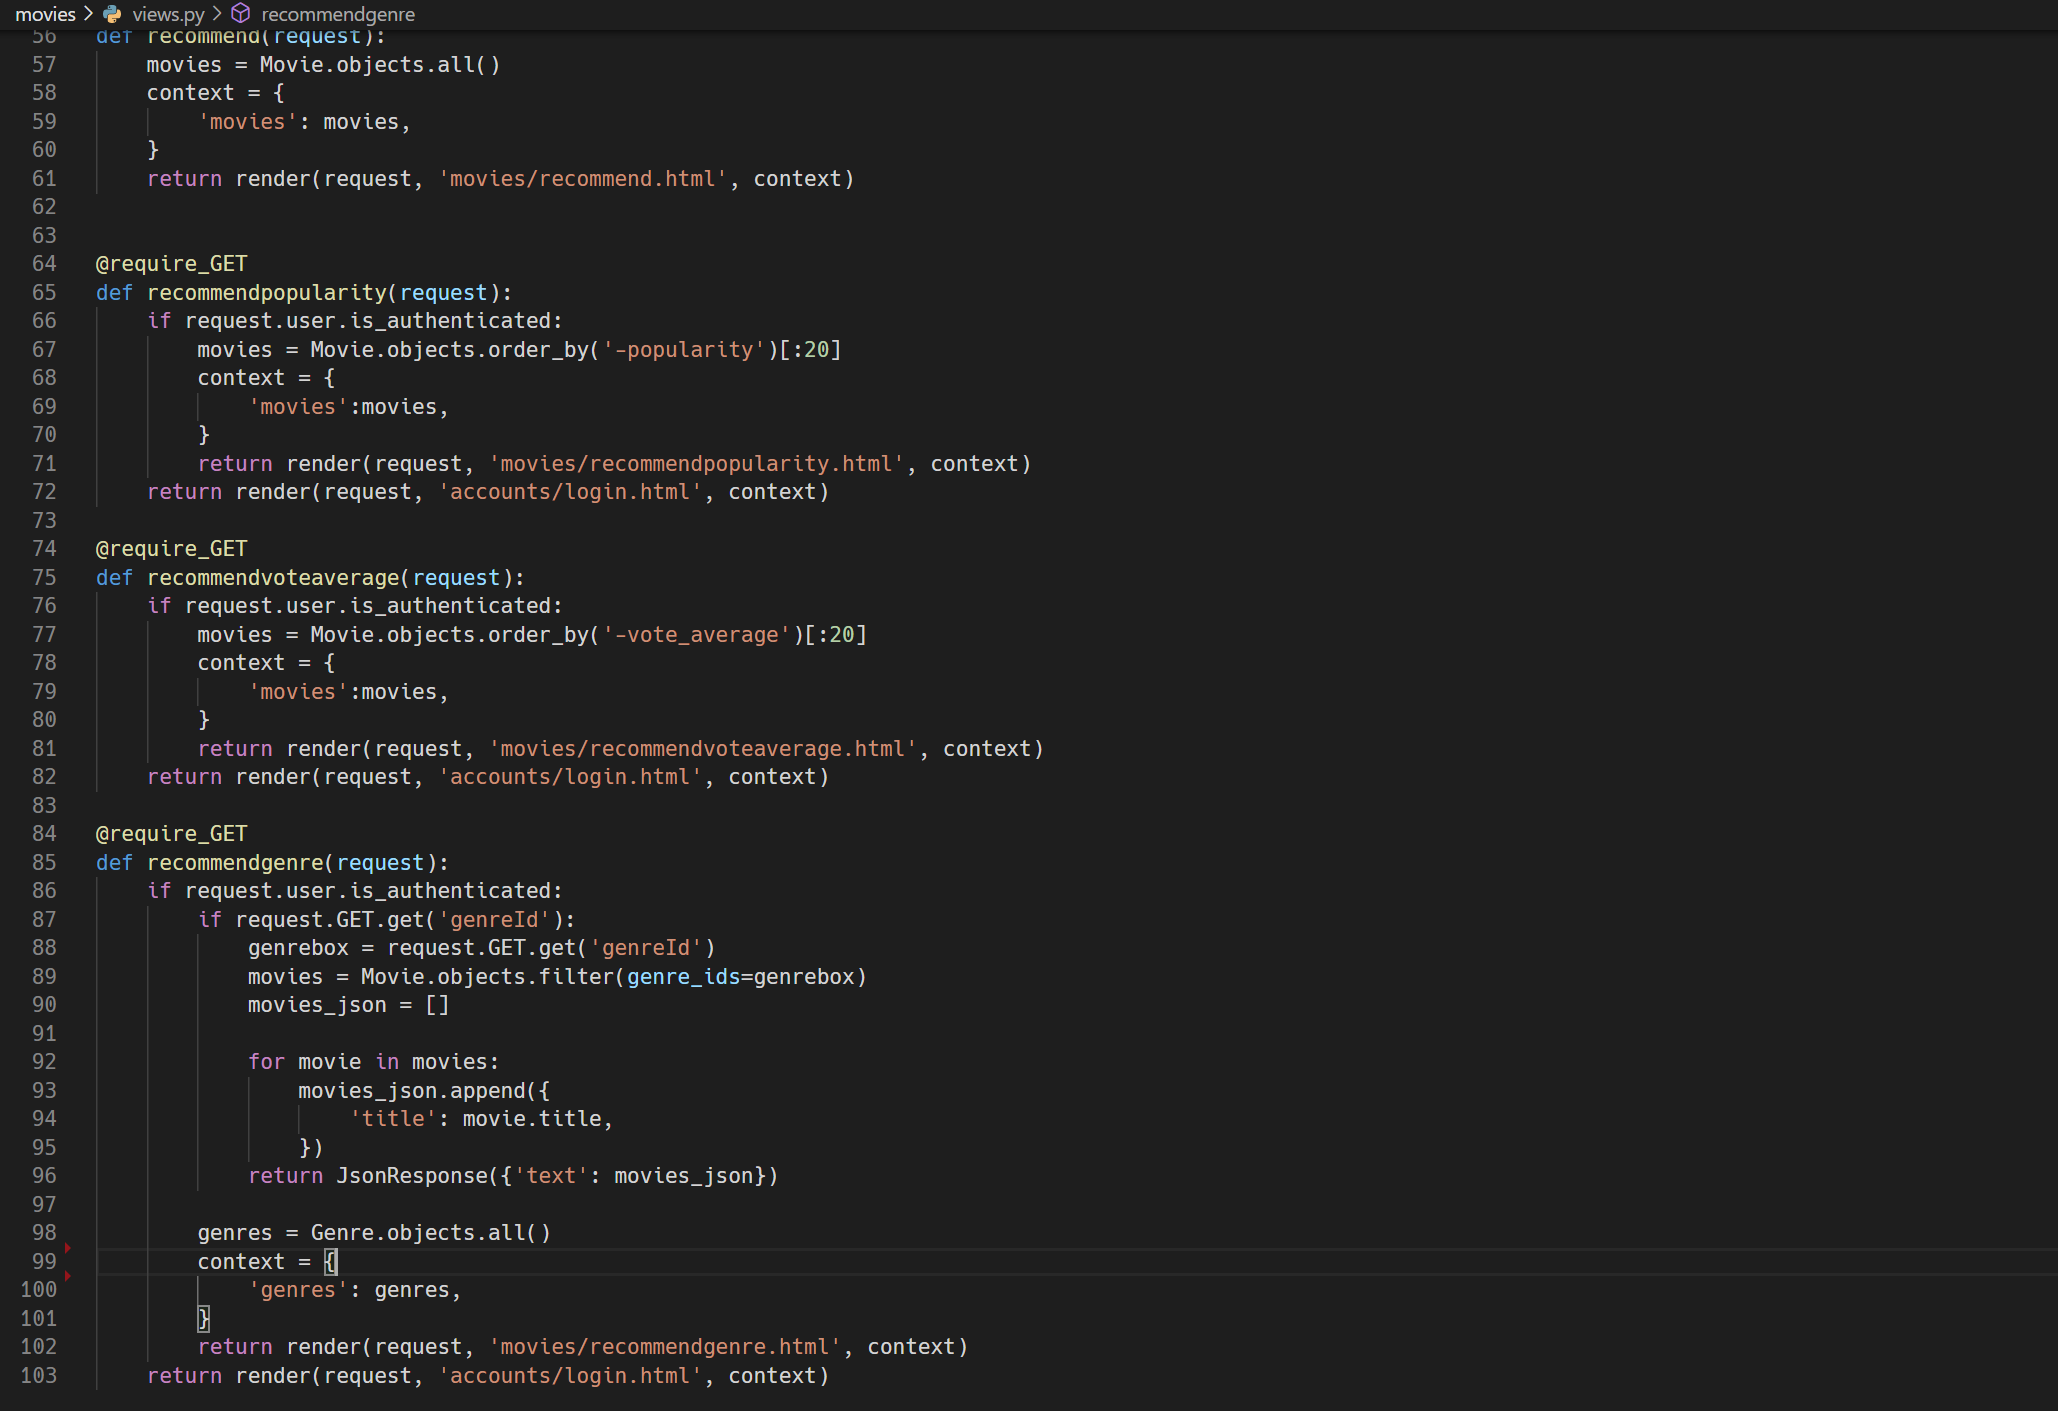 movies > views.py > recommendgenre
56 def recommend(request):
57     movies = Movie.objects.all()
58     context = {
59         'movies': movies,
60     }
61     return render(request, 'movies/recommend.html', context)
62
63
64 @require_GET
65 def recommendpopularity(request):
66     if request.user.is_authenticated:
67         movies = Movie.objects.order_by('-popularity')[:20]
68         context = {
69             'movies':movies,
70         }
71         return render(request, 'movies/recommendpopularity.html', context)
72     return render(request, 'accounts/login.html', context)
73
74 @require_GET
75 def recommendvoteaverage(request):
76     if request.user.is_authenticated:
77         movies = Movie.objects.order_by('-vote_average')[:20]
78         context = {
79             'movies':movies,
80         }
81         return render(request, 'movies/recommendvoteaverage.html', context)
82     return render(request, 'accounts/login.html', context)
83
84 @require_GET
85 def recommendgenre(request):
86     if request.user.is_authenticated:
87         if request.GET.get('genreId'):
88             genrebox = request.GET.get('genreId')
89             movies = Movie.objects.filter(genre_ids=genrebox)
90             movies_json = []
91
92             for movie in movies:
93                 movies_json.append({
94                     'title': movie.title,
95                 })
96             return JsonResponse({'text': movies_json})
97
98         genres = Genre.objects.all()
99         context = {
100             'genres': genres,
101         }
102         return render(request, 'movies/recommendgenre.html', context)
103     return render(request, 'accounts/login.html', context)